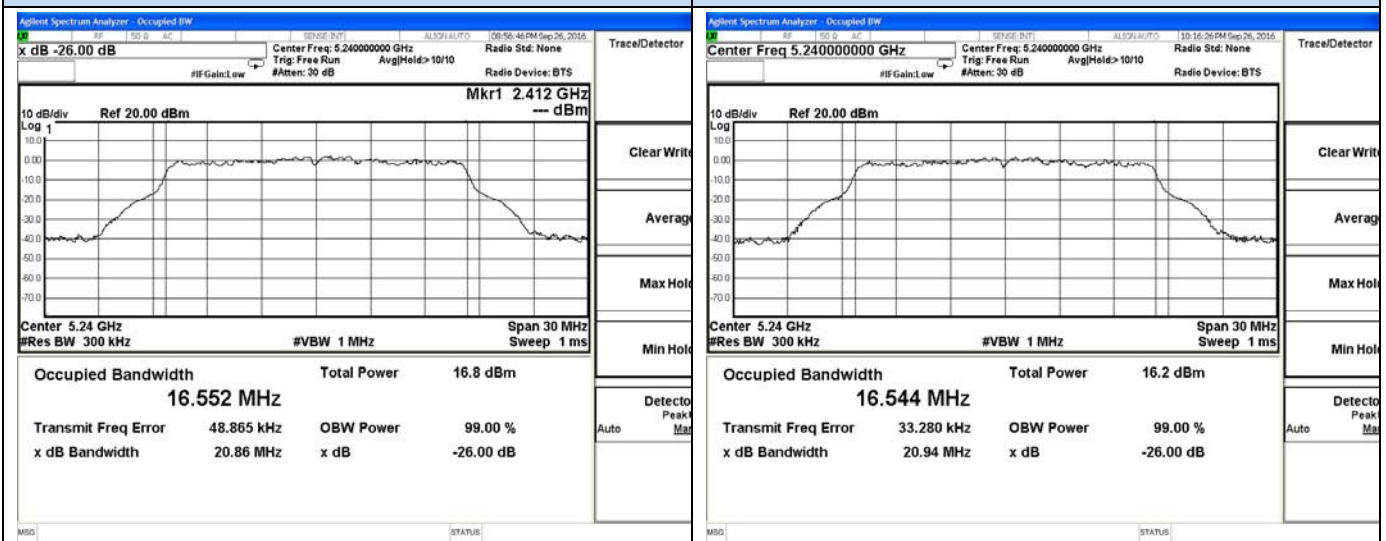 Agilent Spectrum Analyzer - Occupied BW
RF 50 Ω AC SENSE:INT ALIGN AUTO 08:56:46 PM Sep 26, 2016
x dB -26.00 dB
Center Freq: 5.240000000 GHz
Radio Std: None
Trig: Free Run Avg|Hold:> 10/10
#IFGain:Low #Atten: 30 dB Radio Device: BTS
Mkr1 2.412 GHz
--- dBm
10 dB/div Ref 20.00 dBm
Log 1
10.0
0.00
-10.0
-20.0
-30.0
-40.0
-50.0
-60.0
-70.0
Center 5.24 GHz Span 30 MHz
#Res BW 300 kHz #VBW 1 MHz Sweep 1 ms
Occupied Bandwidth Total Power 16.8 dBm
16.552 MHz
Transmit Freq Error 48.865 kHz OBW Power 99.00 %
x dB Bandwidth 20.86 MHz x dB -26.00 dB
MSG STATUS
Trace/Detector
Clear Write
Average
Max Hold
Min Hold
Detector
Peak
Auto Man
Agilent Spectrum Analyzer - Occupied BW
RF 50 Ω AC SENSE:INT ALIGN AUTO 10:16:26 PM Sep 26, 2016
Center Freq 5.240000000 GHz
Center Freq: 5.240000000 GHz
Radio Std: None
Trig: Free Run Avg|Hold:> 10/10
#IFGain:Low #Atten: 30 dB Radio Device: BTS
10 dB/div Ref 20.00 dBm
Log
10.0
0.00
-10.0
-20.0
-30.0
-40.0
-50.0
-60.0
-70.0
Center 5.24 GHz Span 30 MHz
#Res BW 300 kHz #VBW 1 MHz Sweep 1 ms
Occupied Bandwidth Total Power 16.2 dBm
16.544 MHz
Transmit Freq Error 33.280 kHz OBW Power 99.00 %
x dB Bandwidth 20.94 MHz x dB -26.00 dB
MSG STATUS
Trace/Detector
Clear Write
Average
Max Hold
Min Hold
Detector
Peak
Auto Man